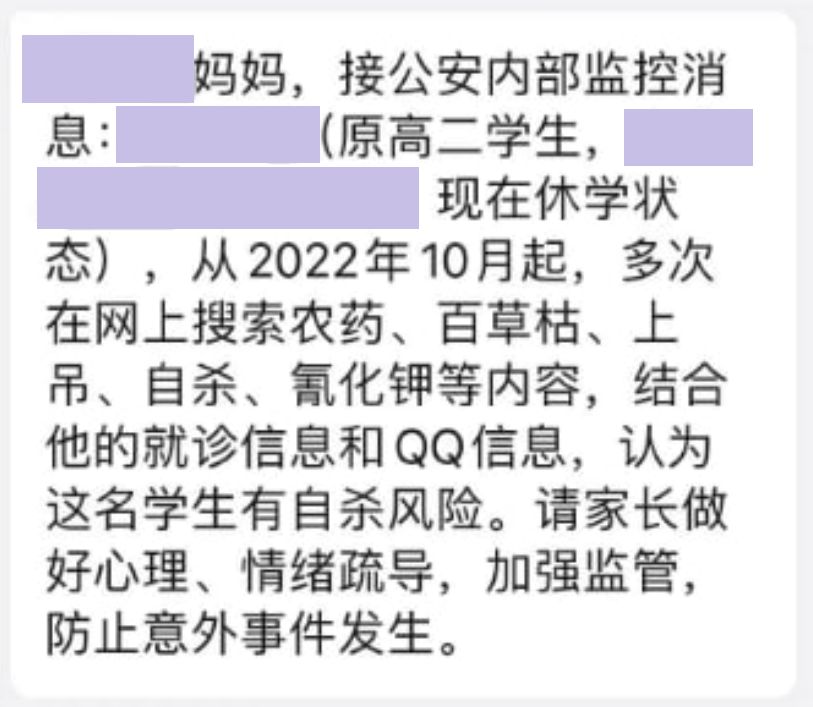 妈妈，接公安内部监控消
息：(原高二学生，
现在休学状
态），从2022年10月起，多次
在网上搜索农药、百草枯、上
吊、自杀、氰化钾等内容，结合
他的就诊信息和QQ信息，认为
这名学生有自杀风险。请家长做
好心理、情绪疏导，加强监管，
防止意外事件发生。